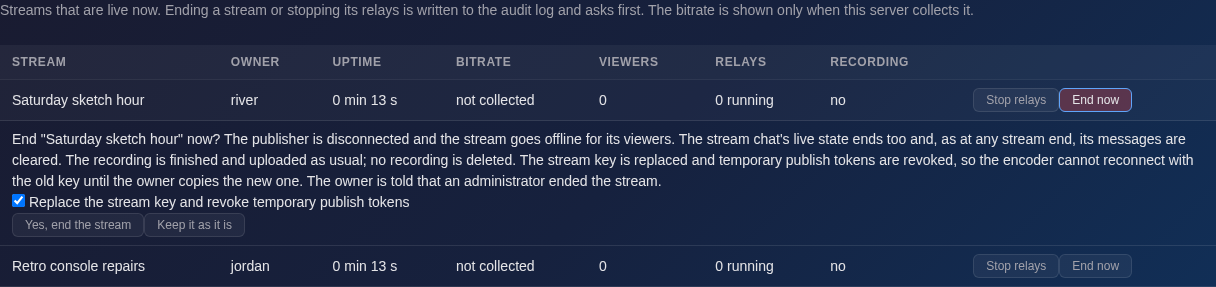 Streams that are live now. Ending a stream or stopping its relays is written to the audit log and asks first. The bitrate is shown only when this server collects it.
STREAM OWNER UPTIME BITRATE VIEWERS RELAYS RECORDING
Saturday sketch hour river 0 min 13 s not collected 0 0 running no Stop relays End now
End "Saturday sketch hour" now? The publisher is disconnected and the stream goes offline for its viewers. The stream chat's live state ends too and, as at any stream end, its messages are
cleared. The recording is finished and uploaded as usual; no recording is deleted. The stream key is replaced and temporary publish tokens are revoked, so the encoder cannot reconnect with
the old key until the owner copies the new one. The owner is told that an administrator ended the stream.
Replace the stream key and revoke temporary publish tokens
Yes, end the stream Keep it as it is
Retro console repairs jordan 0 min 13 s not collected 0 0 running no Stop relays End now